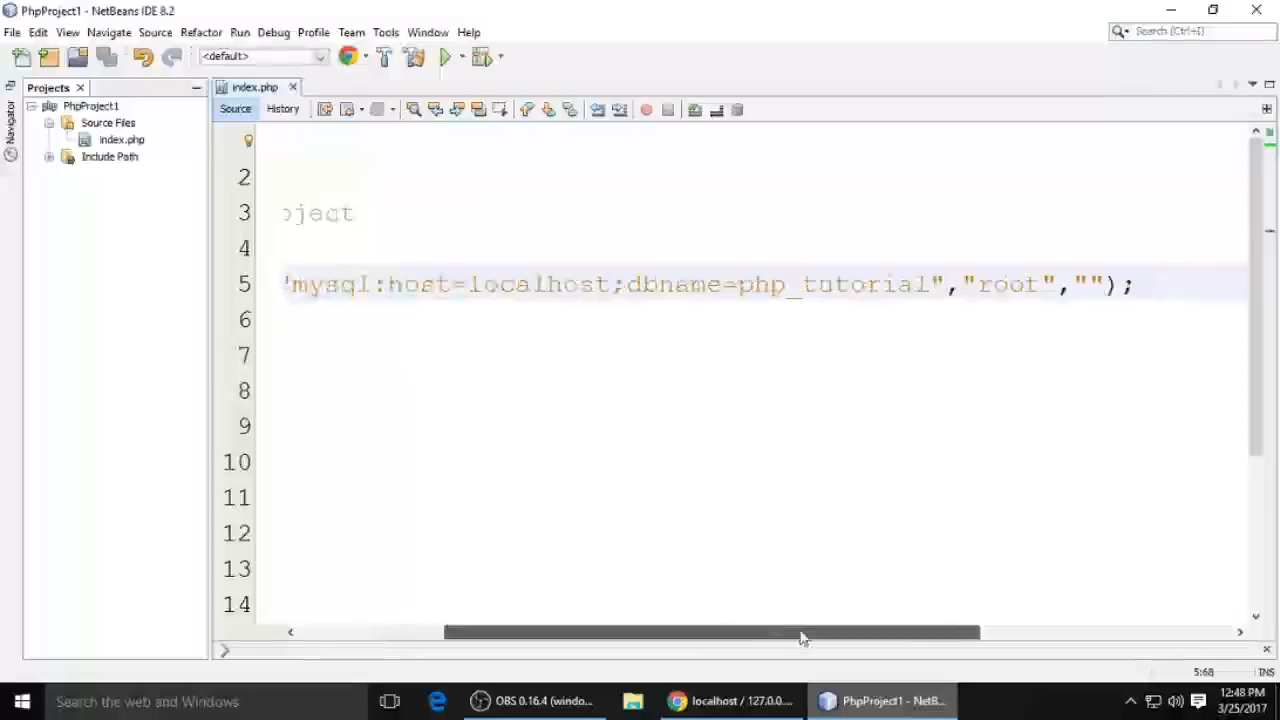 PhpProject1 - NetBeans IDE 8.2
File Edit View Navigate Source Refactor Run Debug Profile Team Tools Window Help
Search (Ctrl+I)
<default>
Projects
index.php
Navigator
PhpProject1
Source History
Source Files
index.php
Include Path
2
3 oject
4
5 "mysql:host=localhost;dbname=php_tutorial","root","");
6
7
8
9
10
11
12
13
14
5:68 INS
Search the web and Windows
OBS 0.16.4 (windo...
localhost / 127.0.0....
PhpProject1 - NetB...
12:48 PM
3/25/2017